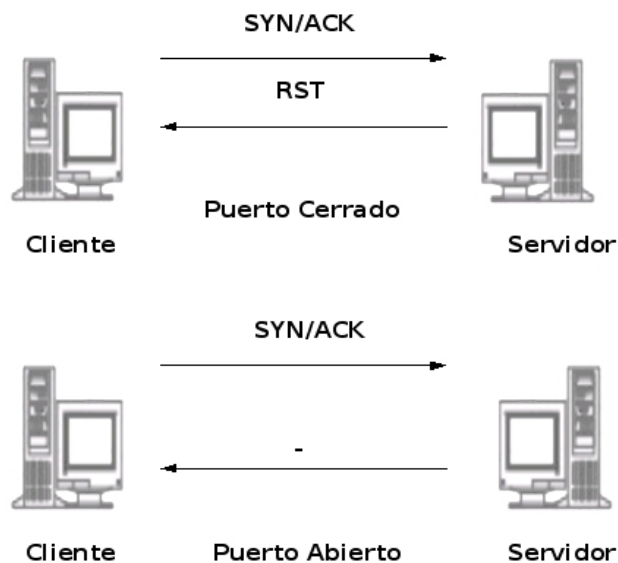 SYN/ACK
RST
Puerto Cerrado
Cliente
Servidor
SYN/ACK
-
Cliente
Puerto Abierto
Servidor